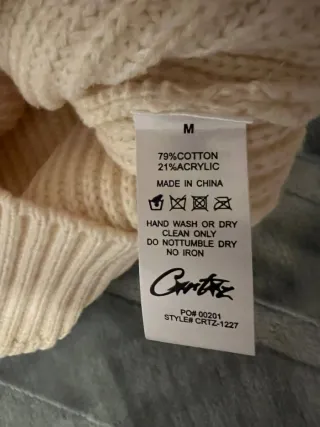 M
79%COTTON
21%ACRYLIC
MADE IN CHINA
HAND WASH OR DRY
CLEAN ONLY
DO NOTTUMBLE DRY
NO IRON
Crrtz
PO# 00201
STYLE# CRTZ-1227